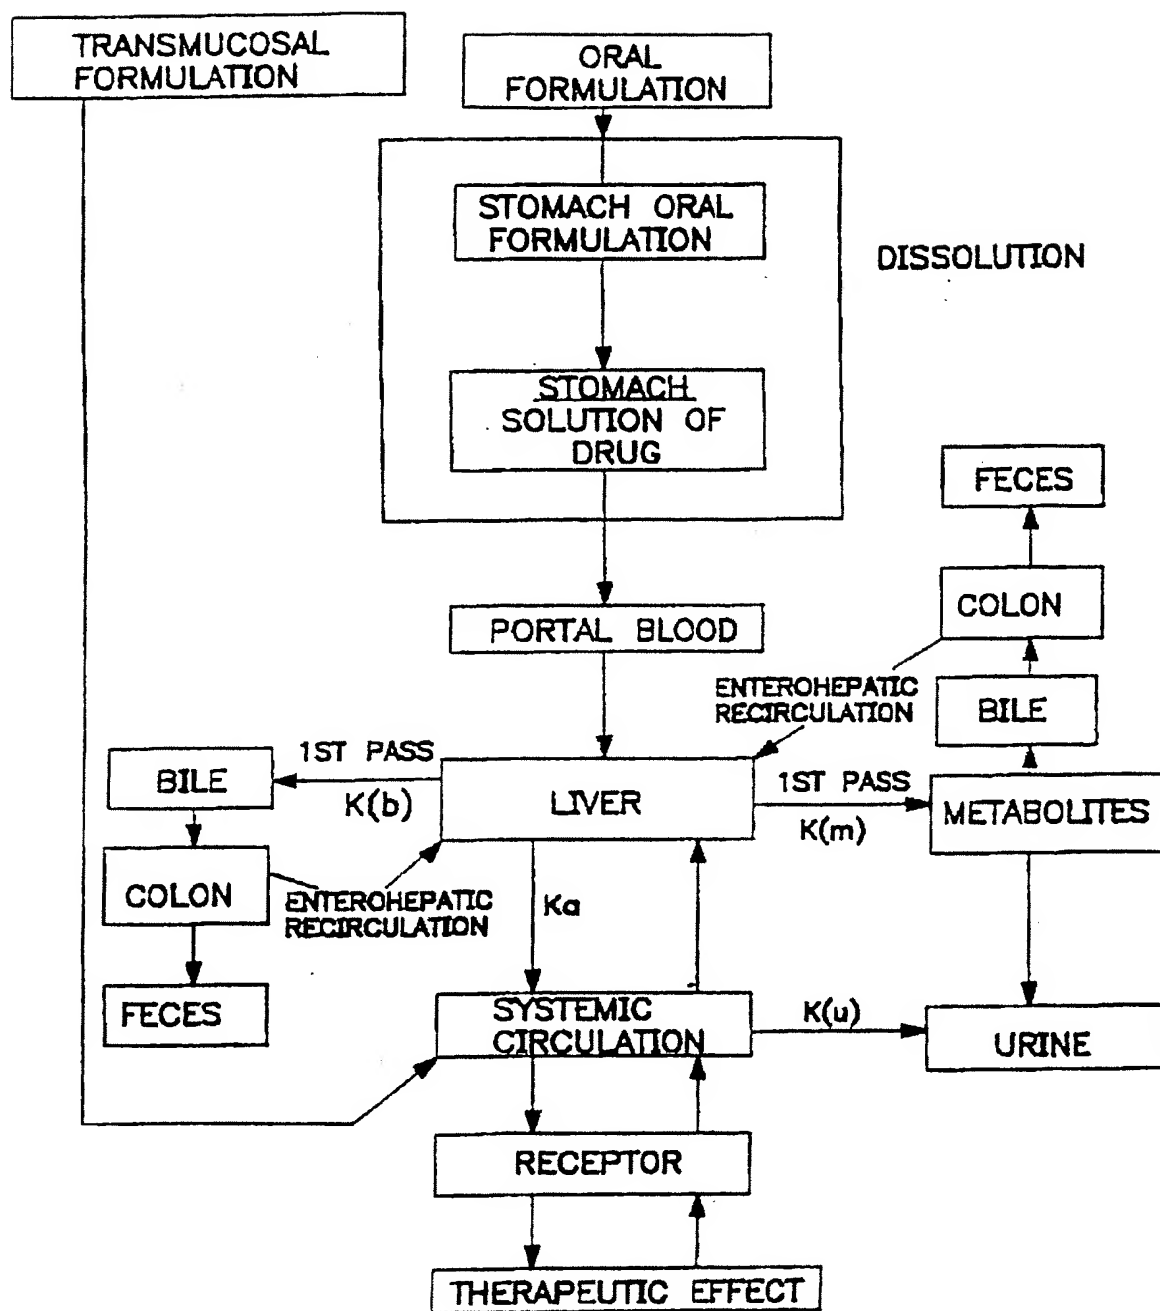 TRANSMUCOSAL
FORMULATION
ORAL
FORMULATION
STOMACH ORAL
FORMULATION
DISSOLUTION
STOMACH
SOLUTION OF
DRUG
FECES
COLON
PORTAL BLOOD
ENTEROHEPATIC
RECIRCULATION
BILE
1ST PASS
BILE
K(b)
LIVER
1ST PASS
K(m)
METABOLITES
COLON
ENTEROHEPATIC
RECIRCULATION
Ka
FECES
SYSTEMIC
CIRCULATION
K(u)
URINE
RECEPTOR
THERAPEUTIC EFFECT